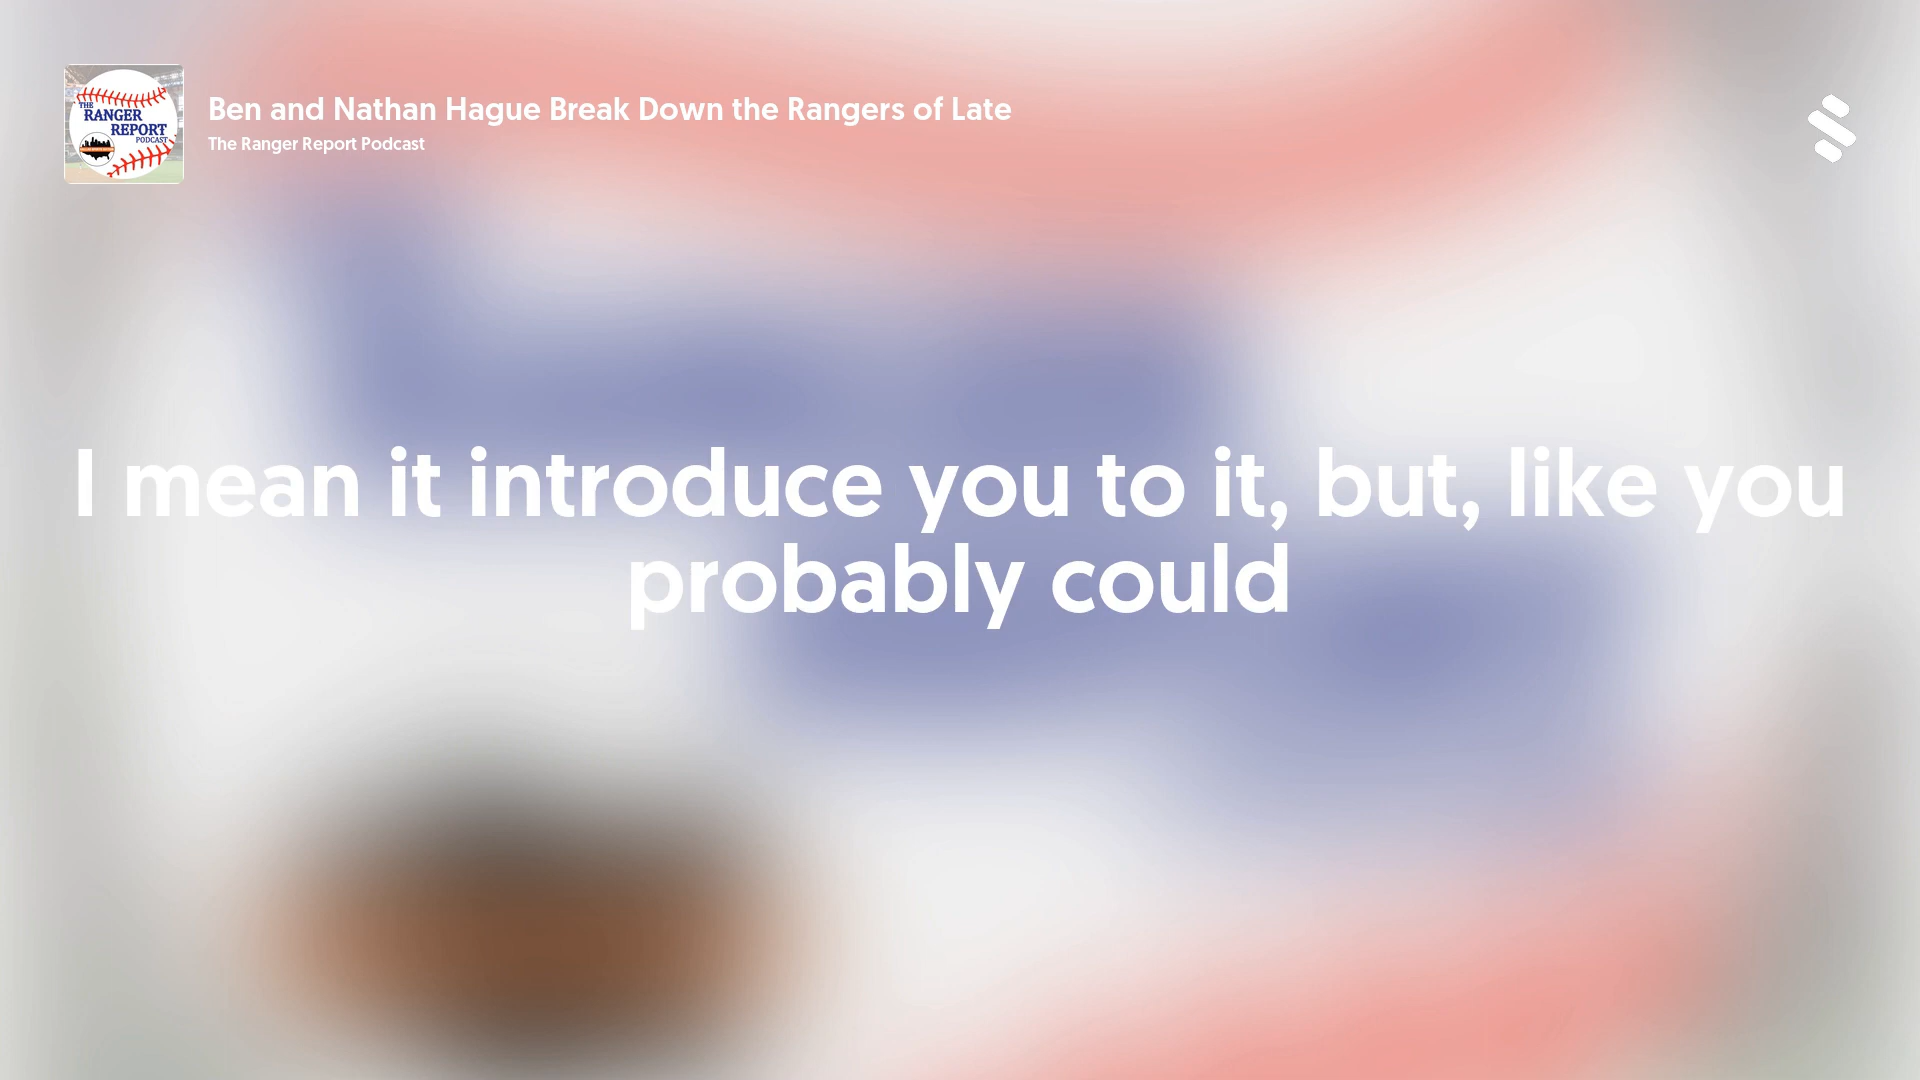 THE
RANGER
REPORT
PODCAST
Ben and Nathan Hague Break Down the Rangers of Late
The Ranger Report Podcast
I mean it introduce you to it, but, like you
probably could